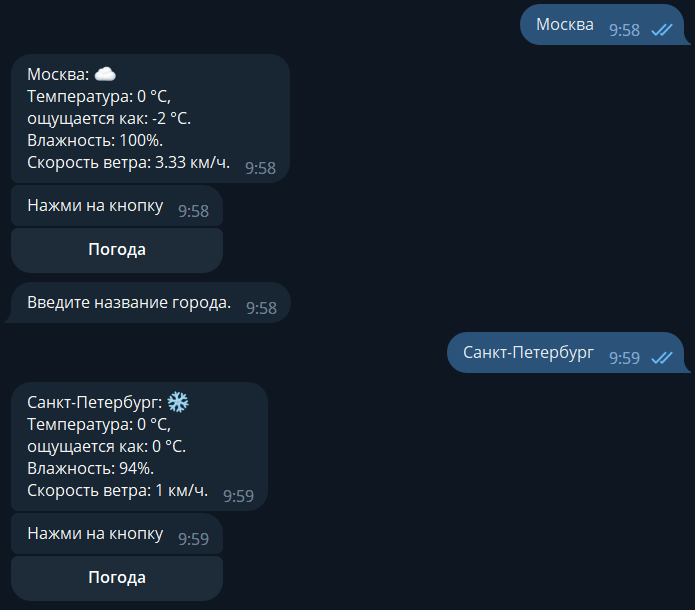 Москва 9:58
Москва: ☁️
Температура: 0 °C,
ощущается как: -2 °C.
Влажность: 100%.
Скорость ветра: 3.33 км/ч. 9:58
Нажми на кнопку 9:58
Погода
Введите название города. 9:58
Санкт-Петербург 9:59
Санкт-Петербург: ❄️
Температура: 0 °C,
ощущается как: 0 °C.
Влажность: 94%.
Скорость ветра: 1 км/ч. 9:59
Нажми на кнопку 9:59
Погода